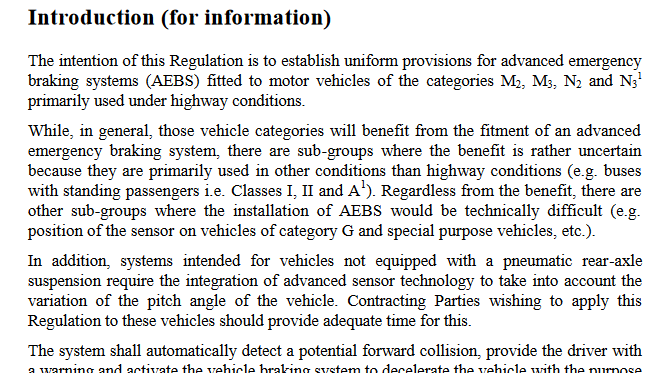 Introduction (for information)
The intention of this Regulation is to establish uniform provisions for advanced emergency
braking systems (AEBS) fitted to motor vehicles of the categories M₂, M₃, N₂ and N₃¹
primarily used under highway conditions.
While, in general, those vehicle categories will benefit from the fitment of an advanced
emergency braking system, there are sub-groups where the benefit is rather uncertain
because they are primarily used in other conditions than highway conditions (e.g. buses
with standing passengers i.e. Classes I, II and A¹). Regardless from the benefit, there are
other sub-groups where the installation of AEBS would be technically difficult (e.g.
position of the sensor on vehicles of category G and special purpose vehicles, etc.).
In addition, systems intended for vehicles not equipped with a pneumatic rear-axle
suspension require the integration of advanced sensor technology to take into account the
variation of the pitch angle of the vehicle. Contracting Parties wishing to apply this
Regulation to these vehicles should provide adequate time for this.
The system shall automatically detect a potential forward collision, provide the driver with
a warning and activate the vehicle braking system to decelerate the vehicle with the purpose